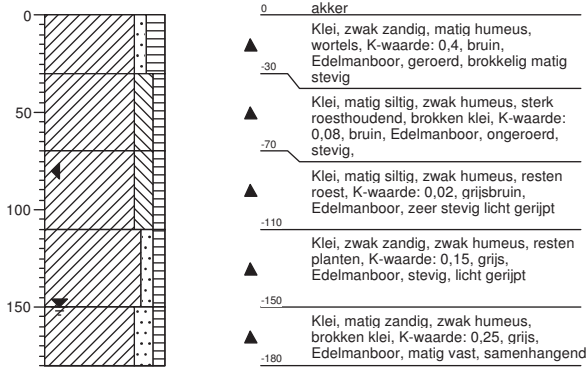 0
50
100
150
0 akker
Klei, zwak zandig, matig humeus,
wortels, K-waarde: 0,4, bruin,
Edelmanboor, geroerd, brokkelig matig
stevig
-30
Klei, matig siltig, zwak humeus, sterk
roesthoudend, brokken klei, K-waarde:
0,08, bruin, Edelmanboor, ongeroerd,
stevig,
-70
Klei, matig siltig, zwak humeus, resten
roest, K-waarde: 0,02, grijsbruin,
Edelmanboor, zeer stevig licht gerijpt
-110
Klei, zwak zandig, zwak humeus, resten
planten, K-waarde: 0,15, grijs,
Edelmanboor, stevig, licht gerijpt
-150
Klei, matig zandig, zwak humeus,
brokken klei, K-waarde: 0,25, grijs,
Edelmanboor, matig vast, samenhangend
-180